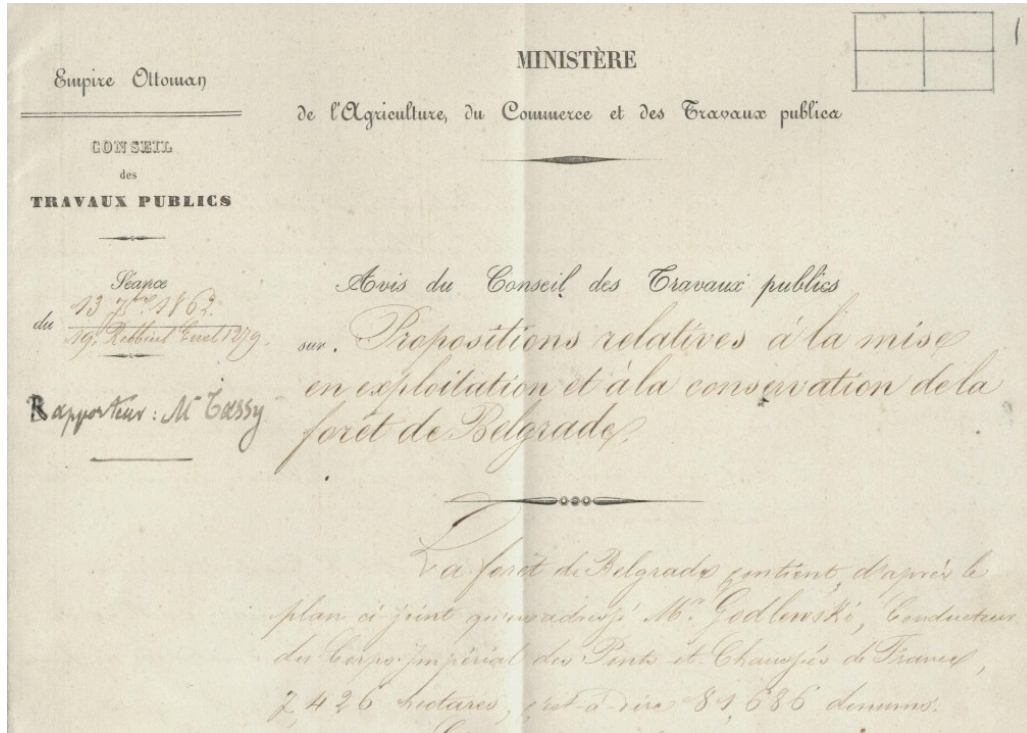 1
Empire Ottoman
CONSEIL
des
TRAVAUX PUBLICS
Séance
du 13 7bre 1862.
19. Rebbiul 1279.
Rapporteur: Mr Tassy
MINISTÈRE
de l'Agriculture, du Commerce et des Travaux publics
Avis du Conseil des Travaux publics
sur. Propositions relatives à la mise
en exploitation et à la conservation de la
forêt de Belgrade.
La forêt de Belgrade contient, d'après le
plan ci-joint qu'en a dressé Mr. Godlewski, Conducteur
du Corps Impérial des Ponts et Chaussées de France,
7,426 hectares, c'est-à-dire 81,686 denums.